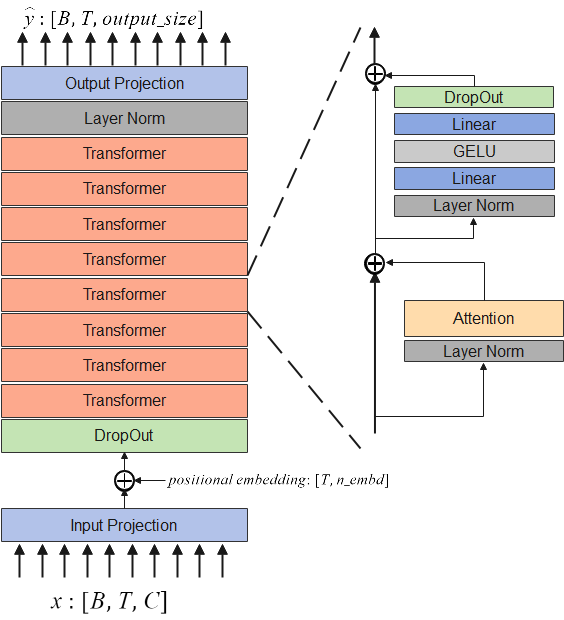 ŷ : [B, T, output_size]
Output Projection
Layer Norm
Transformer
Transformer
Transformer
Transformer
Transformer
Transformer
Transformer
Transformer
DropOut
positional embedding: [T, n_embd]
Input Projection
x : [B, T, C]
DropOut
Linear
GELU
Linear
Layer Norm
Attention
Layer Norm